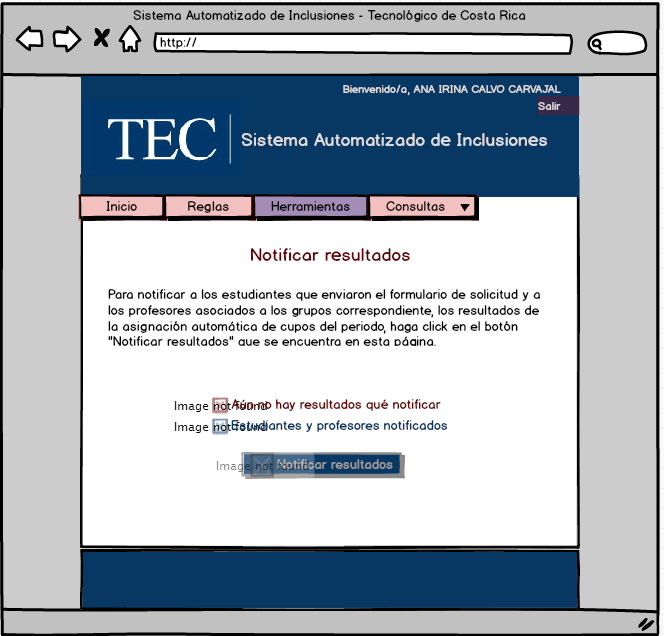 Sistema Automatizado de Inclusiones - Tecnológico de Costa Rica
http://
Bienvenido/a, ANA IRINA CALVO CARVAJAL
Salir
TEC Sistema Automatizado de Inclusiones
Inicio Reglas Herramientas Consultas
Notificar resultados
Para notificar a los estudiantes que enviaron el formulario de solicitud y a
los profesores asociados a los grupos correspondiente, los resultados de
la asignación automática de cupos del periodo, haga click en el botón
"Notificar resultados" que se encuentra en esta página.
Image not found Aún no hay resultados qué notificar
Image not found Estudiantes y profesores notificados
Image not found Notificar resultados